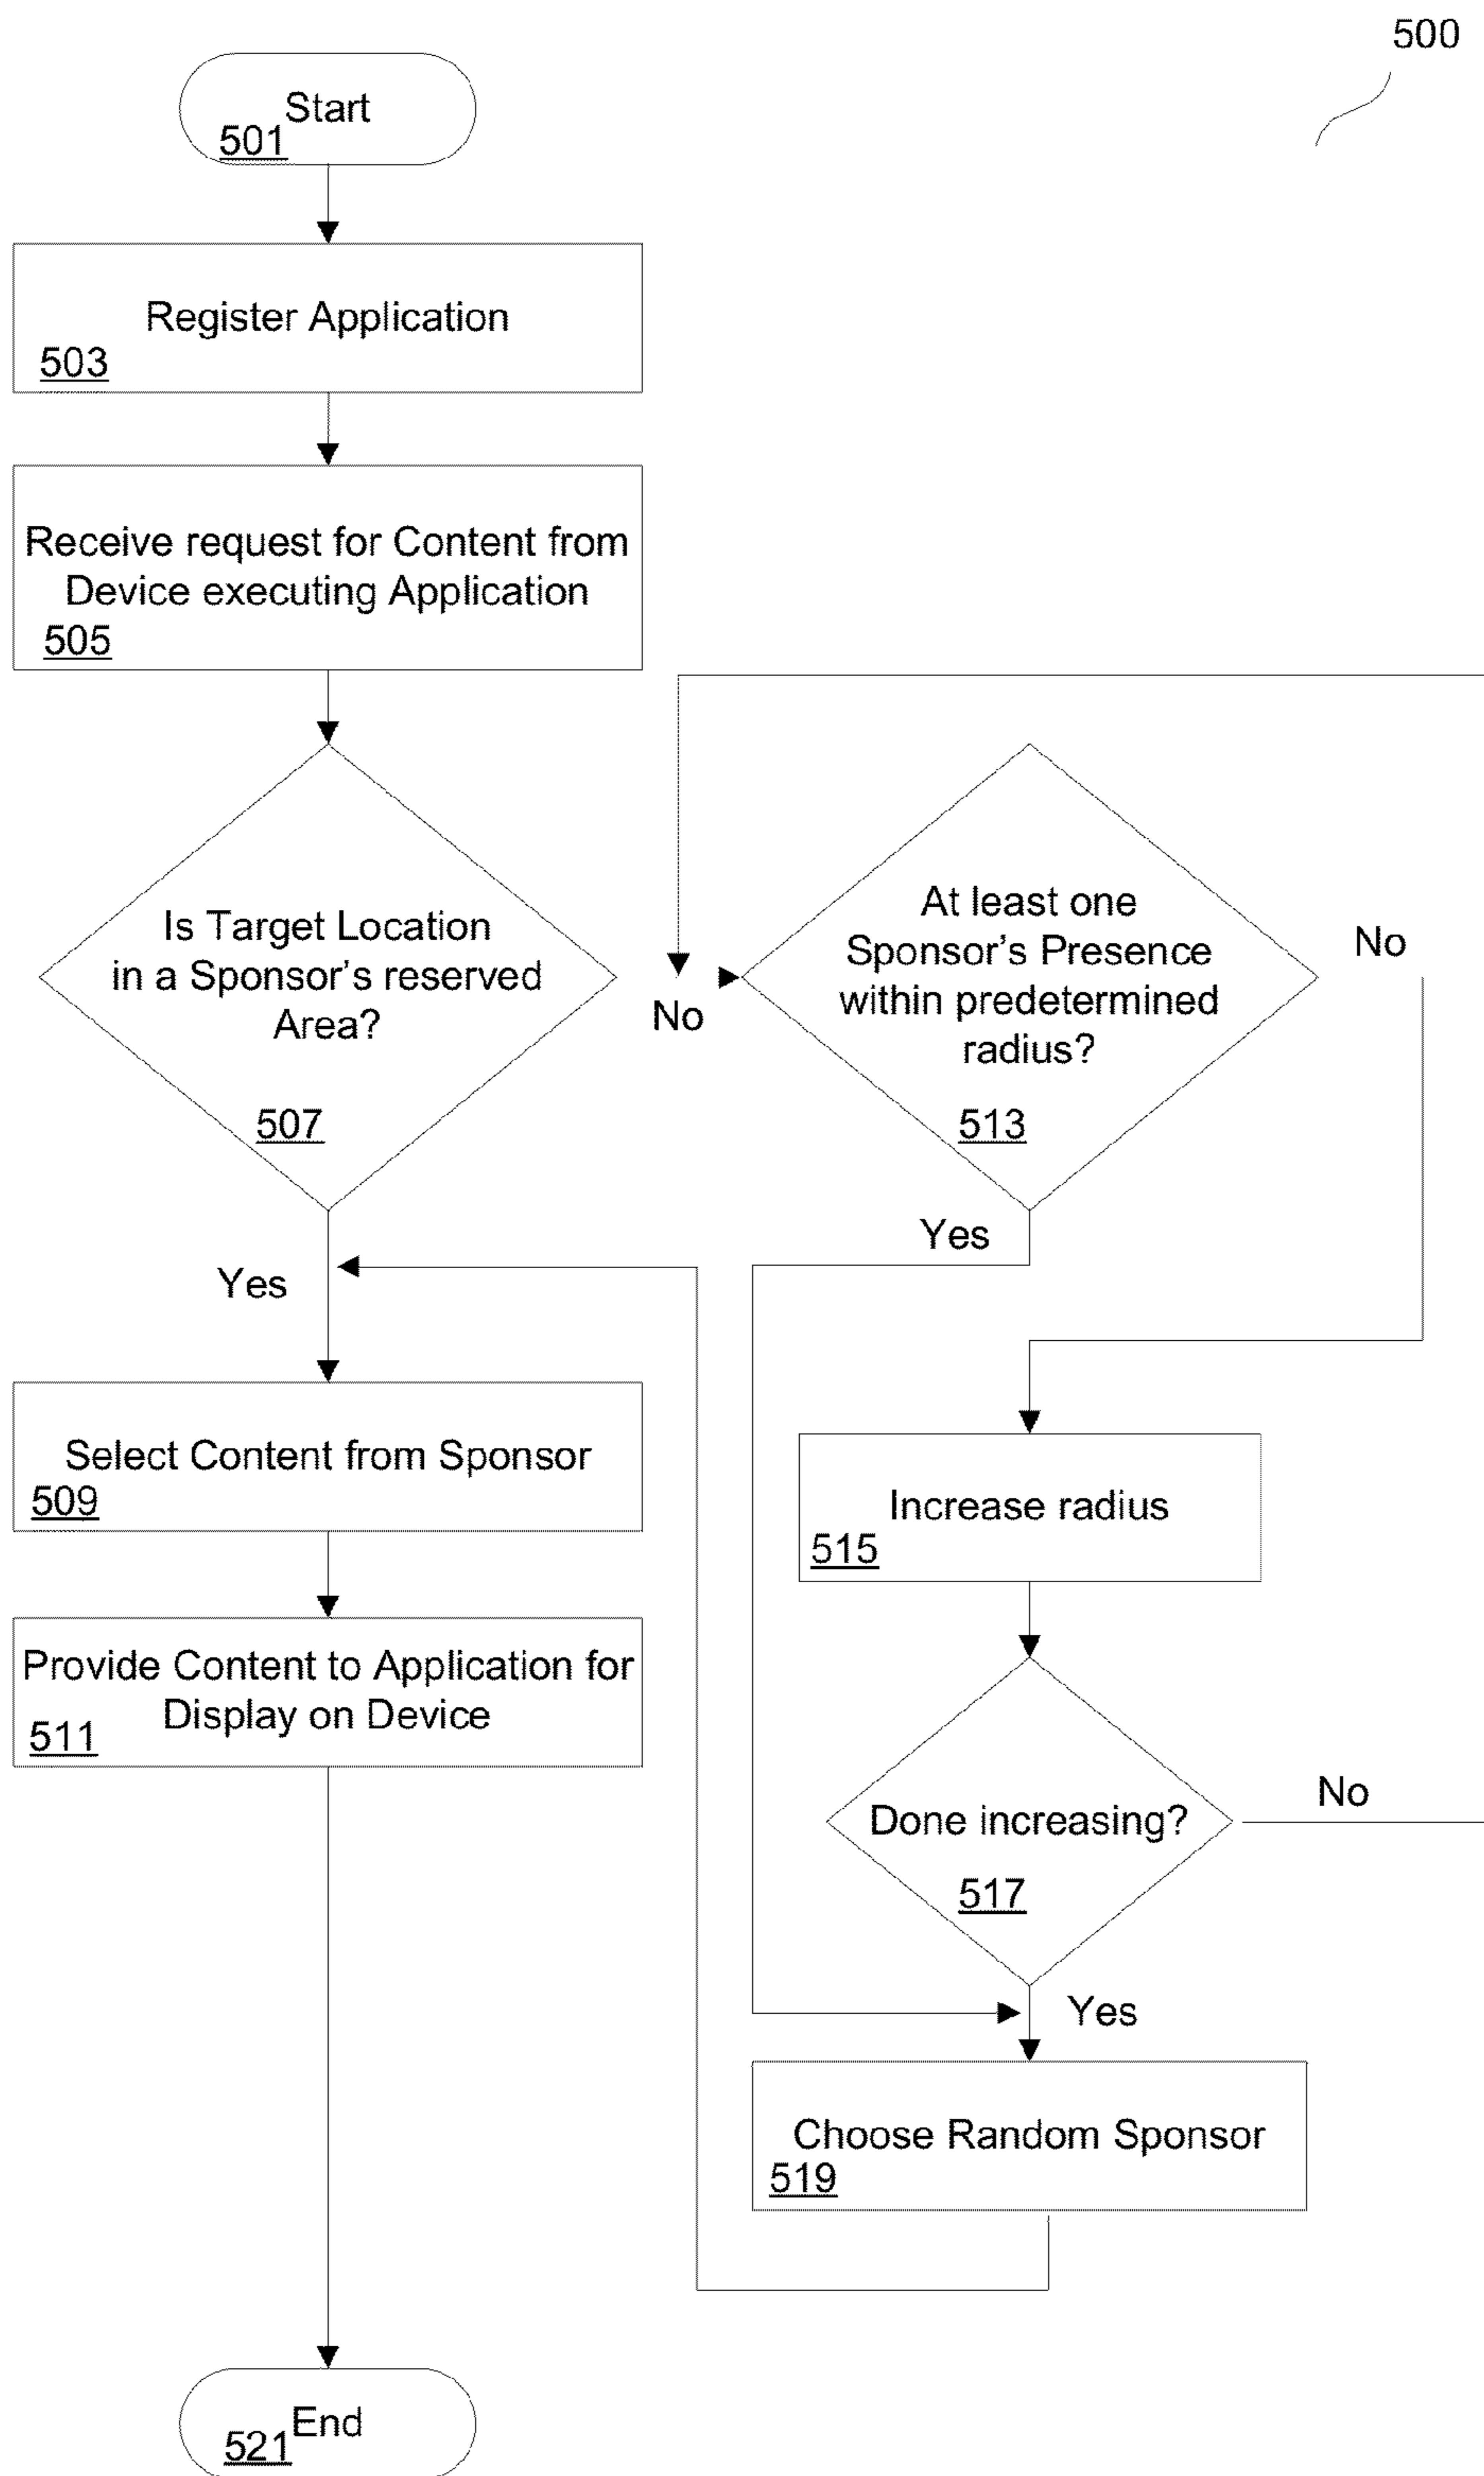 500
Start
501
Register Application
503
Receive request for Content from
Device executing Application
505
Is Target Location
in a Sponsor's reserved
Area?
507
No
At least one
Sponsor's Presence
within predetermined
radius?
513
No
Yes
Yes
Select Content from Sponsor
509
Increase radius
515
Provide Content to Application for
Display on Device
511
Done increasing?
517
No
Yes
Choose Random Sponsor
519
End
521